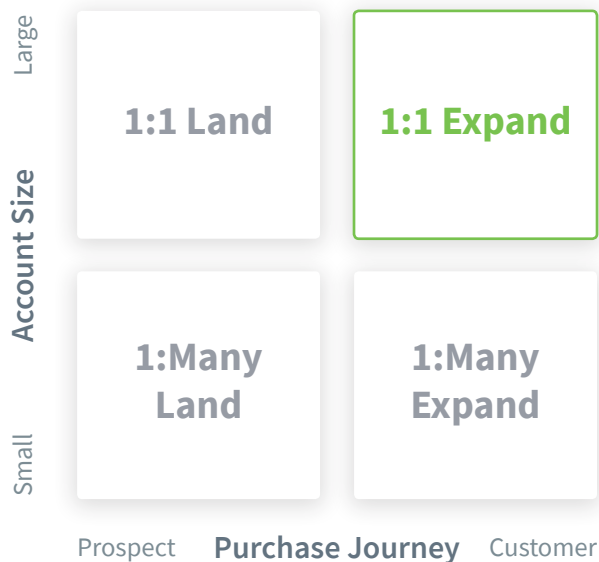 Large
1:1 Land
1:1 Expand
Account Size
1:Many
Land
1:Many
Expand
Small
Prospect
Purchase Journey
Customer